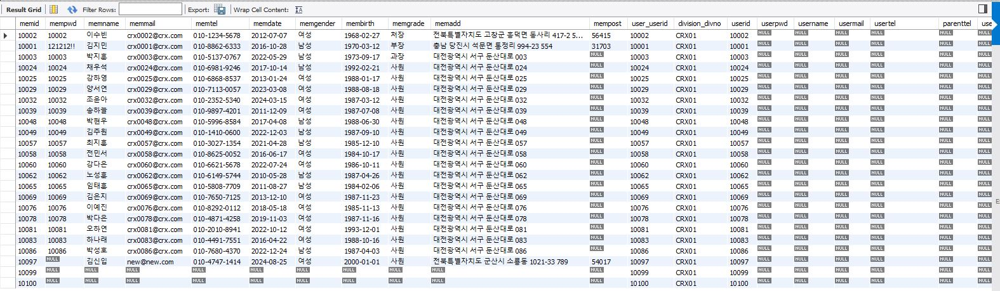 Result Grid Filter Rows: Export: Wrap Cell Content:
memid mempwd memname memmail memtel memdate memgender membirth memgrade memadd mempost user_userid division_divno userid userpwd username usermail usertel parenttel use
10002 10002 이수빈 crx0002@crx.com 010-1234-5678 2012-07-07 여성 1968-02-27 처장 전북특별자치도 고창군 흥덕면 동사리 417-2 5... 56415 10002 CRX01 10002 NULL NULL NULL NULL NULL NULL
10001 121212!! 김지민 crx0001@crx.com 010-8862-6333 2016-10-28 남성 1970-03-12 부장 충남 당진시 석문면 통정리 994-23 554 31703 10001 CRX01 10001 NULL NULL NULL NULL NULL NULL
10003 10003 박지훈 crx0003@crx.com 010-5137-0767 2022-05-29 남성 1973-09-17 과장 대전광역시 서구 둔산대로 003 NULL 10003 CRX01 10003 NULL NULL NULL NULL NULL NULL
10024 10024 채우석 crx0024@crx.com 010-6981-9246 2017-10-14 남성 1992-02-21 사원 대전광역시 서구 둔산대로 024 NULL 10024 CRX01 10024 NULL NULL NULL NULL NULL NULL
10025 10025 강하영 crx0025@crx.com 010-6868-8537 2013-01-24 여성 1988-01-17 사원 대전광역시 서구 둔산대로 025 NULL 10025 CRX01 10025 NULL NULL NULL NULL NULL NULL
10029 10029 양서연 crx0029@crx.com 010-7113-0057 2023-03-08 여성 1988-08-18 사원 대전광역시 서구 둔산대로 029 NULL 10029 CRX01 10029 NULL NULL NULL NULL NULL NULL
10032 10032 조윤아 crx0032@crx.com 010-2352-5340 2024-03-15 여성 1987-03-12 사원 대전광역시 서구 둔산대로 032 NULL 10032 CRX01 10032 NULL NULL NULL NULL NULL NULL
10039 10039 송하늘 crx0039@crx.com 010-9897-4201 2011-12-09 여성 1987-07-08 사원 대전광역시 서구 둔산대로 039 NULL 10039 CRX01 10039 NULL NULL NULL NULL NULL NULL
10048 10048 박현우 crx0048@crx.com 010-5996-8584 2017-04-08 남성 1988-06-30 사원 대전광역시 서구 둔산대로 048 NULL 10048 CRX01 10048 NULL NULL NULL NULL NULL NULL
10049 10049 김주원 crx0049@crx.com 010-1410-0600 2022-12-03 남성 1987-09-10 사원 대전광역시 서구 둔산대로 049 NULL 10049 CRX01 10049 NULL NULL NULL NULL NULL NULL
10057 10057 최지훈 crx0057@crx.com 010-3027-1354 2021-04-28 남성 1985-12-10 사원 대전광역시 서구 둔산대로 057 NULL 10057 CRX01 10057 NULL NULL NULL NULL NULL NULL
10058 10058 전민서 crx0058@crx.com 010-8625-0052 2016-06-17 여성 1984-10-17 사원 대전광역시 서구 둔산대로 058 NULL 10058 CRX01 10058 NULL NULL NULL NULL NULL NULL
10060 10060 강다은 crx0060@crx.com 010-6621-5678 2022-07-24 여성 1986-10-11 사원 대전광역시 서구 둔산대로 060 NULL 10060 CRX01 10060 NULL NULL NULL NULL NULL NULL
10062 10062 노성훈 crx0062@crx.com 010-6149-5744 2010-05-28 남성 1987-04-26 사원 대전광역시 서구 둔산대로 062 NULL 10062 CRX01 10062 NULL NULL NULL NULL NULL NULL
10065 10065 임태훈 crx0065@crx.com 010-5808-7709 2011-08-27 남성 1984-02-06 사원 대전광역시 서구 둔산대로 065 NULL 10065 CRX01 10065 NULL NULL NULL NULL NULL NULL
10069 10069 김은지 crx0069@crx.com 010-7650-7125 2013-12-10 여성 1987-11-23 사원 대전광역시 서구 둔산대로 069 NULL 10069 CRX01 10069 NULL NULL NULL NULL NULL NULL
10076 10076 이예진 crx0076@crx.com 010-8292-0112 2018-05-18 여성 1985-11-13 사원 대전광역시 서구 둔산대로 076 NULL 10076 CRX01 10076 NULL NULL NULL NULL NULL NULL
10078 10078 박다은 crx0078@crx.com 010-4871-4258 2019-11-03 여성 1987-11-16 사원 대전광역시 서구 둔산대로 078 NULL 10078 CRX01 10078 NULL NULL NULL NULL NULL NULL
10081 10081 오하연 crx0081@crx.com 010-2010-8941 2022-10-12 여성 1993-12-01 사원 대전광역시 서구 둔산대로 081 NULL 10081 CRX01 10081 NULL NULL NULL NULL NULL NULL
10083 10083 하나래 crx0083@crx.com 010-4491-7551 2016-04-22 여성 1988-10-16 사원 대전광역시 서구 둔산대로 083 NULL 10083 CRX01 10083 NULL NULL NULL NULL NULL NULL
10086 10086 박성호 crx0086@crx.com 010-7680-4370 2022-12-24 남성 1987-04-03 사원 대전광역시 서구 둔산대로 086 NULL 10086 CRX01 10086 NULL NULL NULL NULL NULL NULL
10097 NULL 김신입 new@new.com 010-4747-1414 2024-08-25 여성 2000-01-01 사원 전북특별자치도 군산시 소룡동 1021-33 789 54017 10097 CRX01 10097 NULL NULL NULL NULL NULL NULL
10099 NULL NULL NULL NULL NULL NULL NULL NULL NULL NULL 10099 CRX01 10099 NULL NULL NULL NULL NULL NULL
10100 NULL NULL NULL NULL NULL NULL NULL NULL NULL NULL 10100 CRX01 10100 NULL NULL NULL NULL NULL NULL